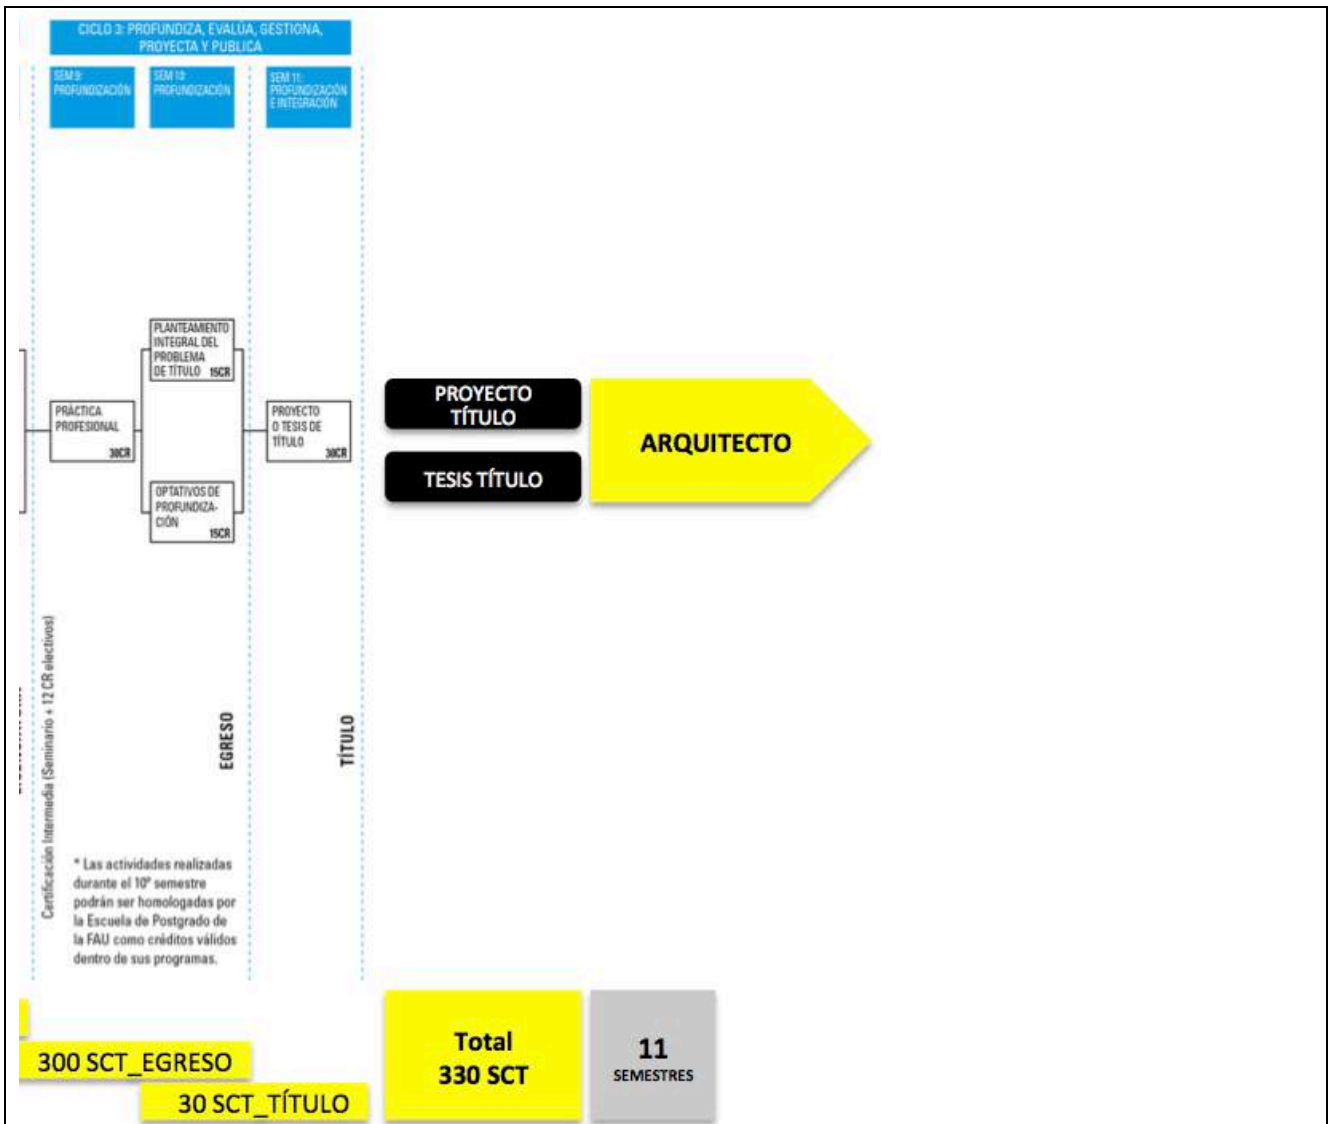 CICLO 3: PROFUNDIZA, EVALÚA, GESTIONA,
PROYECTA Y PUBLICA
SEM 9:
PROFUNDIZACIÓN
SEM 10:
PROFUNDIZACIÓN
SEM 11:
PROFUNDIZACIÓN
E INTEGRACIÓN
PLANTEAMIENTO
INTEGRAL DEL
PROBLEMA
DE TÍTULO 15CR
PRÁCTICA
PROFESIONAL
30CR
PROYECTO
O TESIS DE
TÍTULO
30CR
OPTATIVOS DE
PROFUNDIZA-
CIÓN
15CR
PROYECTO
TÍTULO
TESIS TÍTULO
ARQUITECTO
Certificación Intermedia (Seminario + 12 CR electivos)
EGRESO
TÍTULO
* Las actividades realizadas
durante el 10º semestre
podrán ser homologadas por
la Escuela de Postgrado de
la FAU como créditos válidos
dentro de sus programas.
300 SCT_EGRESO
30 SCT_TÍTULO
Total
330 SCT
11
SEMESTRES